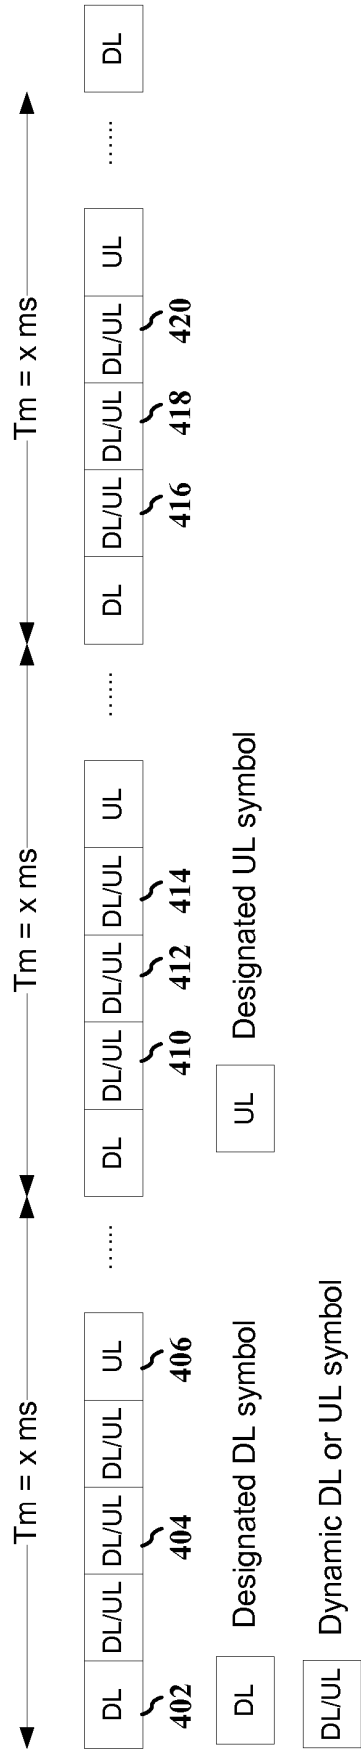 Tm = x ms Tm = x ms Tm = x ms
DL DL/UL DL/UL DL/UL UL ...... DL DL/UL DL/UL DL/UL UL ...... DL DL/UL DL/UL DL/UL UL ...... DL
402 404 406 410 412 414 416 418 420
DL Designated DL symbol UL Designated UL symbol
DL/UL Dynamic DL or UL symbol